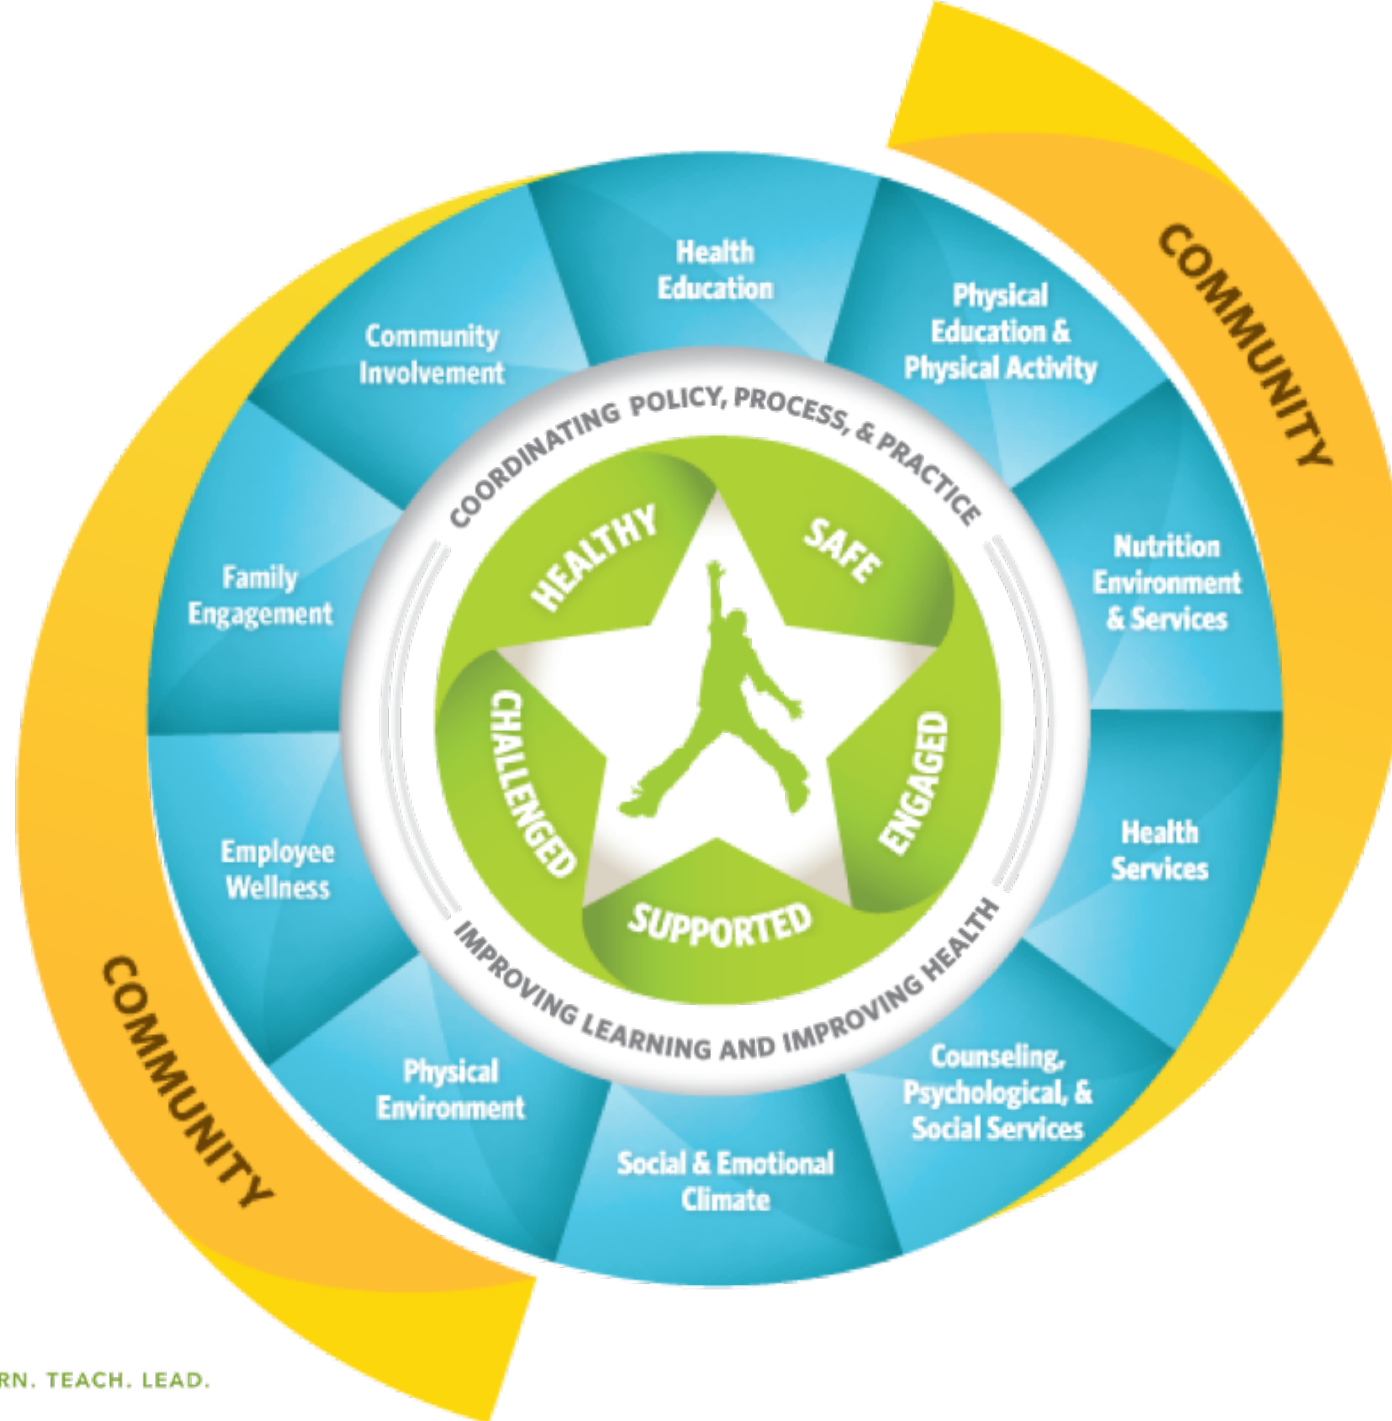 COMMUNITY
Health
Education
Physical
Education &
Physical Activity
Nutrition
Environment
& Services
Health
Services
Counseling,
Psychological, &
Social Services
Social & Emotional
Climate
Physical
Environment
Employee
Wellness
Family
Engagement
Community
Involvement
COORDINATING POLICY, PROCESS, & PRACTICE
IMPROVING LEARNING AND IMPROVING HEALTH
HEALTHY
SAFE
ENGAGED
SUPPORTED
CHALLENGED
COMMUNITY
TEACH. LEAD.